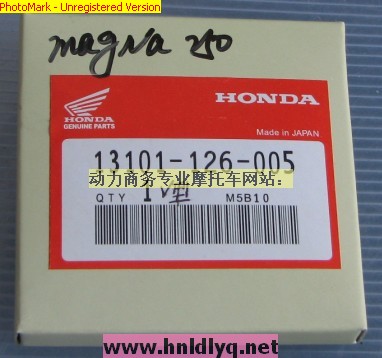 PhotoMark - Unregistered Version
magna 250
HONDA
GENUINE PARTS
HONDA
Made in JAPAN
13101-126-005
动力商务专业摩托车网站:
QTY 1
M5B10
www.hnldlyq.net